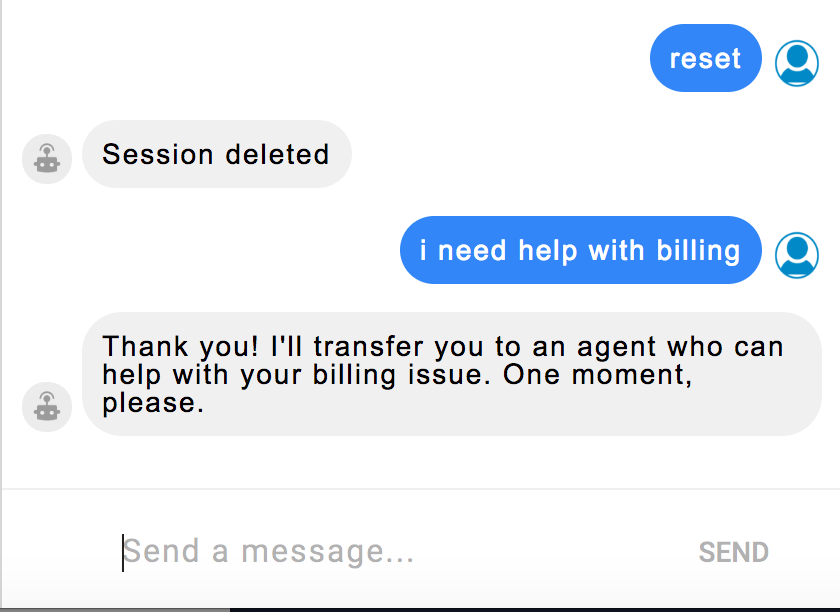 reset
Session deleted
i need help with billing
Thank you! I'll transfer you to an agent who can
help with your billing issue. One moment,
please.
Send a message...
SEND